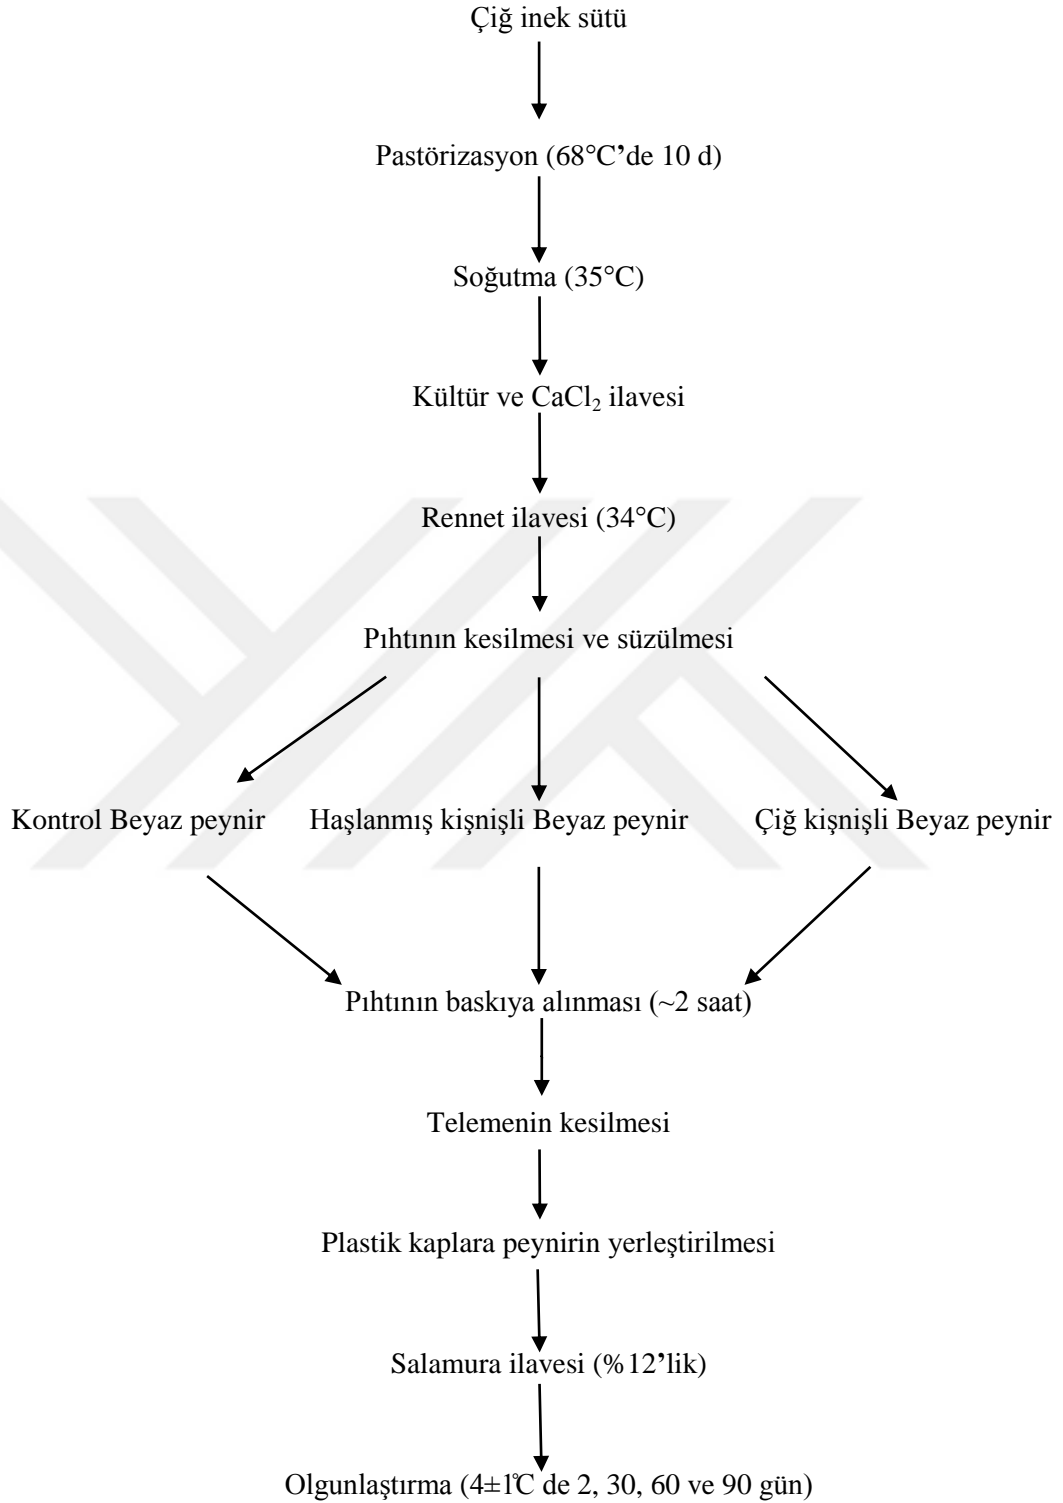 Çiğ inek sütü
Pastörizasyon (68°C’de 10 d)
Soğutma (35°C)
Kültür ve CaCl₂ ilavesi
Rennet ilavesi (34°C)
Pıhtının kesilmesi ve süzülmesi
Kontrol Beyaz peynir Haşlanmış kişnişli Beyaz peynir Çiğ kişnişli Beyaz peynir
Pıhtının baskıya alınması (~2 saat)
Telemenin kesilmesi
Plastik kaplara peynirin yerleştirilmesi
Salamura ilavesi (%12’lik)
Olgunlaştırma (4±1°C de 2, 30, 60 ve 90 gün)